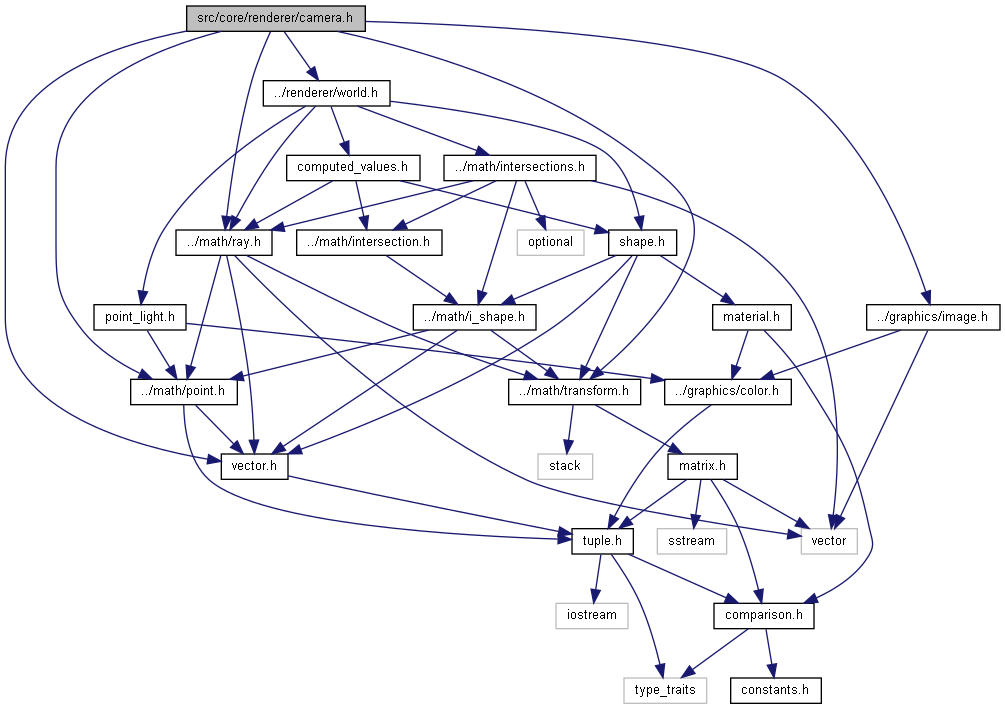 src/core/renderer/camera.h
../renderer/world.h
computed_values.h
../math/intersections.h
../math/ray.h
../math/intersection.h
optional
shape.h
point_light.h
../math/i_shape.h
material.h
../graphics/image.h
../math/point.h
../math/transform.h
../graphics/color.h
vector.h
stack
matrix.h
tuple.h
sstream
vector
iostream
comparison.h
type_traits
constants.h